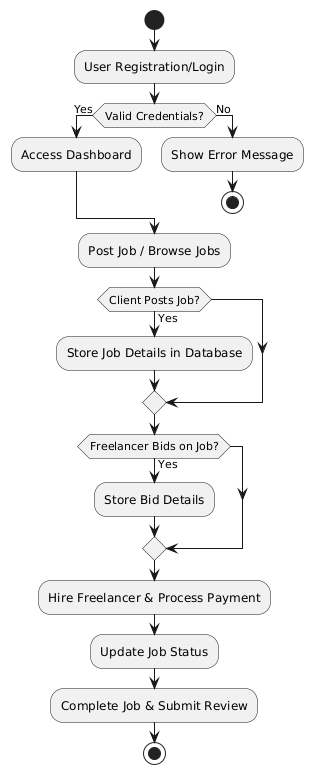 User Registration/Login
Yes
Valid Credentials?
No
Access Dashboard
Show Error Message
Post Job / Browse Jobs
Client Posts Job?
Yes
Store Job Details in Database
Freelancer Bids on Job?
Yes
Store Bid Details
Hire Freelancer & Process Payment
Update Job Status
Complete Job & Submit Review